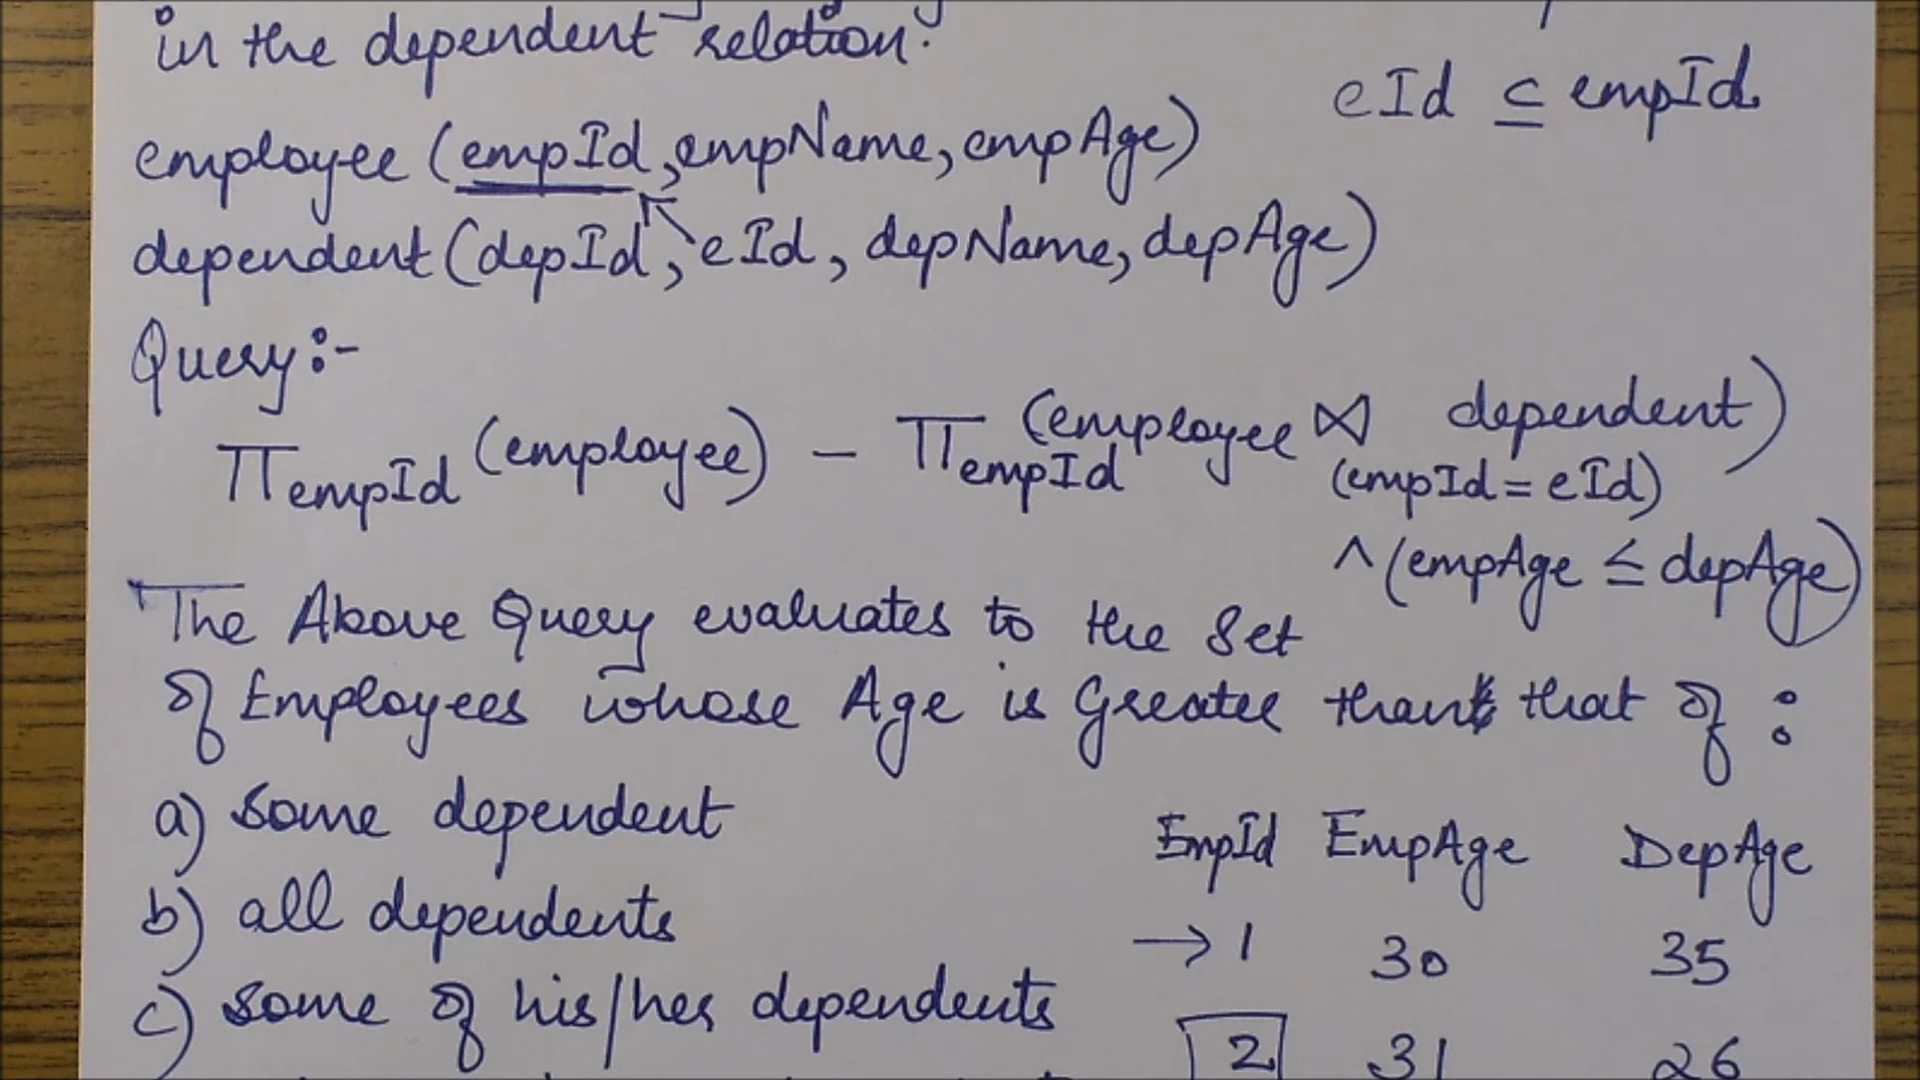 in the dependent relation.
eId ⊆ empId
employee (empId, empName, empAge)
dependent (depId, eId, depName, depAge)
Query:-
π empId (employee) - π empId (employee ⋈ dependent)
(empId = eId)
∧ (empAge ≤ depAge)
The Above Query evaluates to the set
of Employees whose Age is Greater than that of :
a) some dependent
b) all dependents
c) some of his/her dependents
EmpId EmpAge DepAge
→ 1 30 35
2 31 26